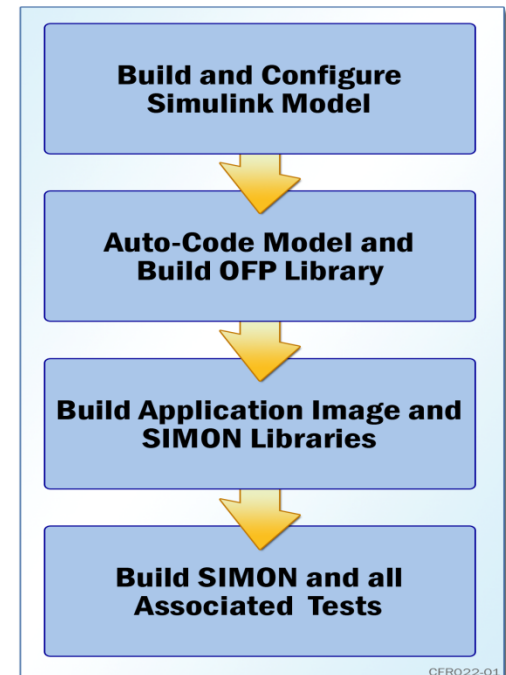 Build and Configure
Simulink Model
Auto-Code Model and
Build OFP Library
Build Application Image and
SIMON Libraries
Build SIMON and all
Associated Tests
CFR022-01